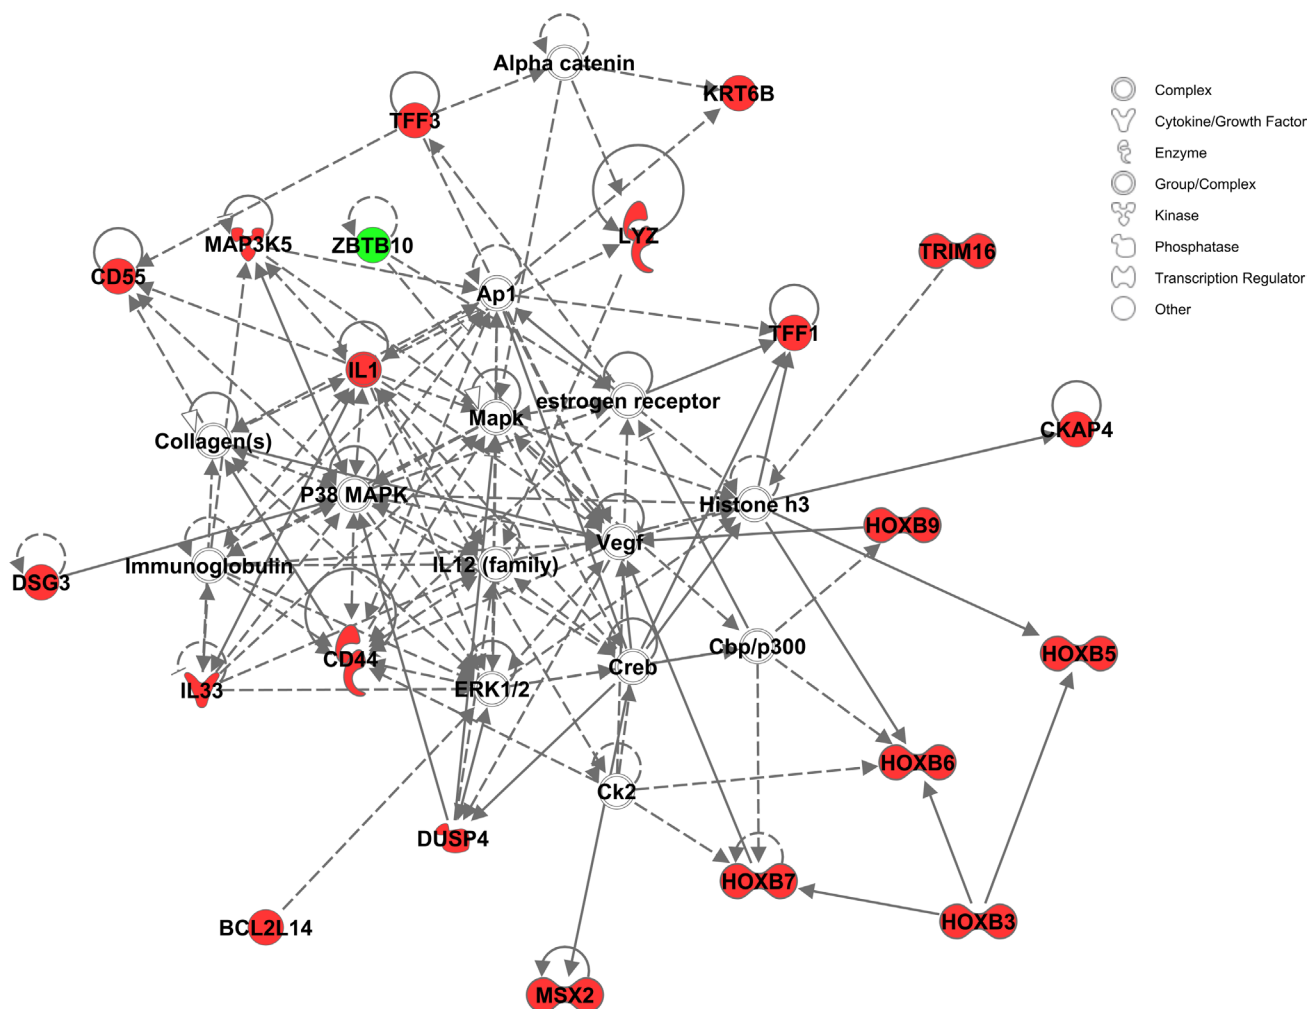 Alpha catenin
KRT6B
TFF3
MAP3K5
ZBTB10
LYZ
TRIM16
CD55
Ap1
TFF1
IL1
estrogen receptor
Mapk
CKAP4
Collagen(s)
P38 MAPK
Histone h3
HOXB9
Vegf
Immunoglobulin
IL12 (family)
DSG3
Cbp/p300
HOXB5
CD44
Creb
IL33
ERK1/2
HOXB6
Ck2
DUSP4
HOXB7
HOXB3
BCL2L14
MSX2
Complex
Cytokine/Growth Factor
Enzyme
Group/Complex
Kinase
Phosphatase
Transcription Regulator
Other